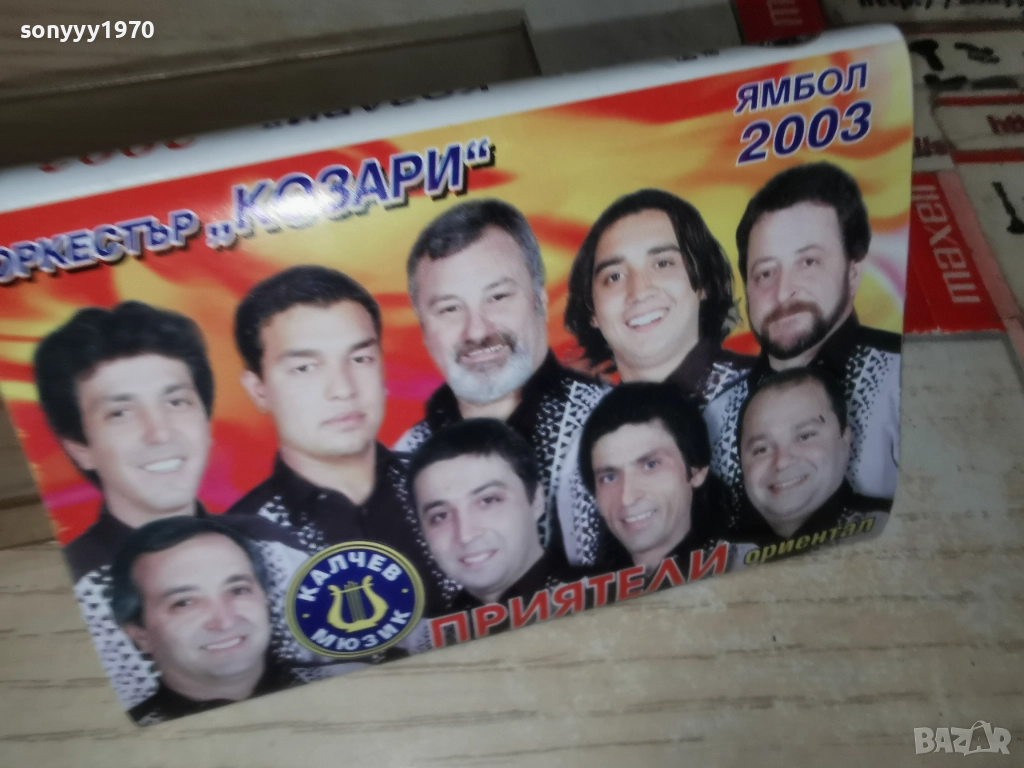 sonyyy1970
ЯМБОЛ
2003
ОРКЕСТЪР „КОЗАРИ“
maxell
КАЛЧЕВ
МЮЗИК
ПРИЯТЕЛИ
ориентал
BAZAR